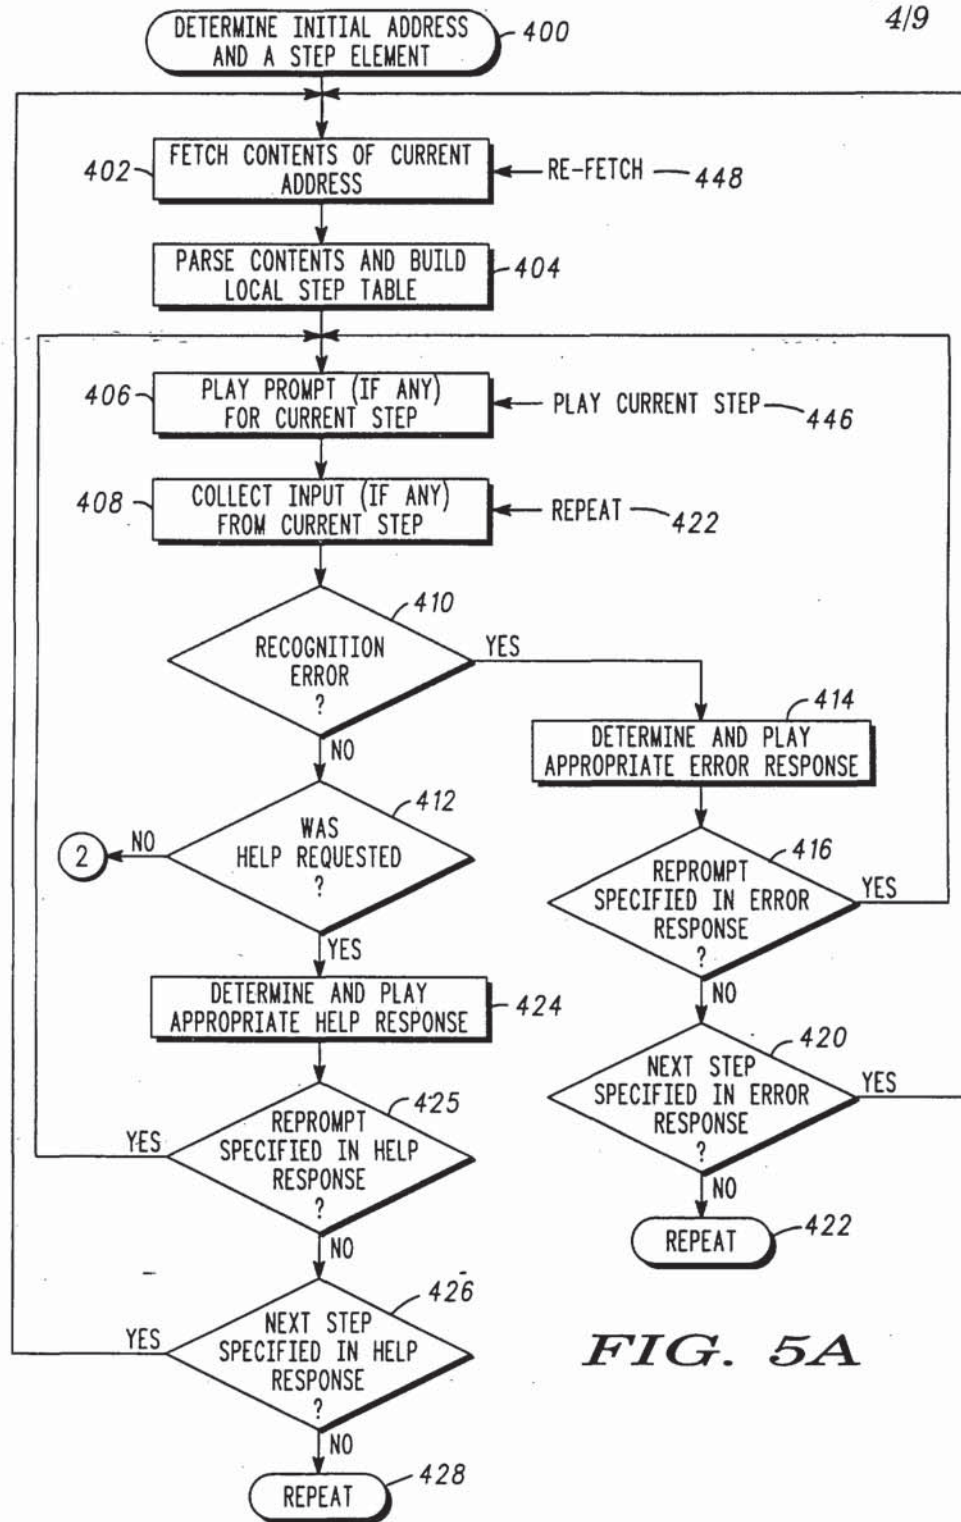 4/9
DETERMINE INITIAL ADDRESS
AND A STEP ELEMENT
400
402
FETCH CONTENTS OF CURRENT
ADDRESS
RE-FETCH
448
PARSE CONTENTS AND BUILD
LOCAL STEP TABLE
404
406
PLAY PROMPT (IF ANY)
FOR CURRENT STEP
PLAY CURRENT STEP
446
408
COLLECT INPUT (IF ANY)
FROM CURRENT STEP
REPEAT
422
410
RECOGNITION
ERROR
?
YES
NO
414
DETERMINE AND PLAY
APPROPRIATE ERROR RESPONSE
412
WAS
HELP REQUESTED
?
NO
2
YES
416
REPROMPT
SPECIFIED IN ERROR
RESPONSE
?
YES
NO
DETERMINE AND PLAY
APPROPRIATE HELP RESPONSE
424
420
NEXT STEP
SPECIFIED IN ERROR
RESPONSE
?
YES
NO
REPEAT
422
425
REPROMPT
SPECIFIED IN HELP
RESPONSE
?
YES
NO
426
NEXT STEP
SPECIFIED IN HELP
RESPONSE
?
YES
NO
REPEAT
428
FIG. 5A